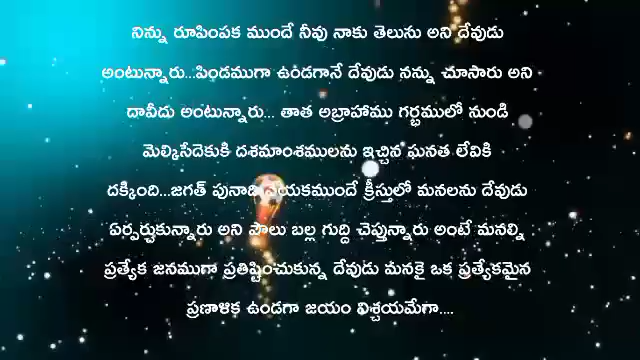 నిన్ను రూపింపక ముందే నీవు నాకు తెలుసు అని దేవుడు
అంటున్నారు...పిండముగా ఉండగానే దేవుడు నన్ను చూసారు అని
దావీదు అంటున్నారు... తాత అబ్రాహాము గర్భములో నుండి
మెల్కిసేదెకుకి దశమాంశములను ఇచ్చిన ఘనత లేవికి
దక్కింది...జగత్ పునాది వేయకముందే క్రీస్తులో మనలను దేవుడు
ఏర్పర్చుకున్నారు అని పౌలు బల్ల గుద్ది చెప్తున్నారు అంటే మనల్ని
ప్రత్యేక జనముగా ప్రతిష్టించుకున్న దేవుడు మనకై ఒక ప్రత్యేకమైన
ప్రణాళిక ఉండగా జయం నిశ్చయమేగా....